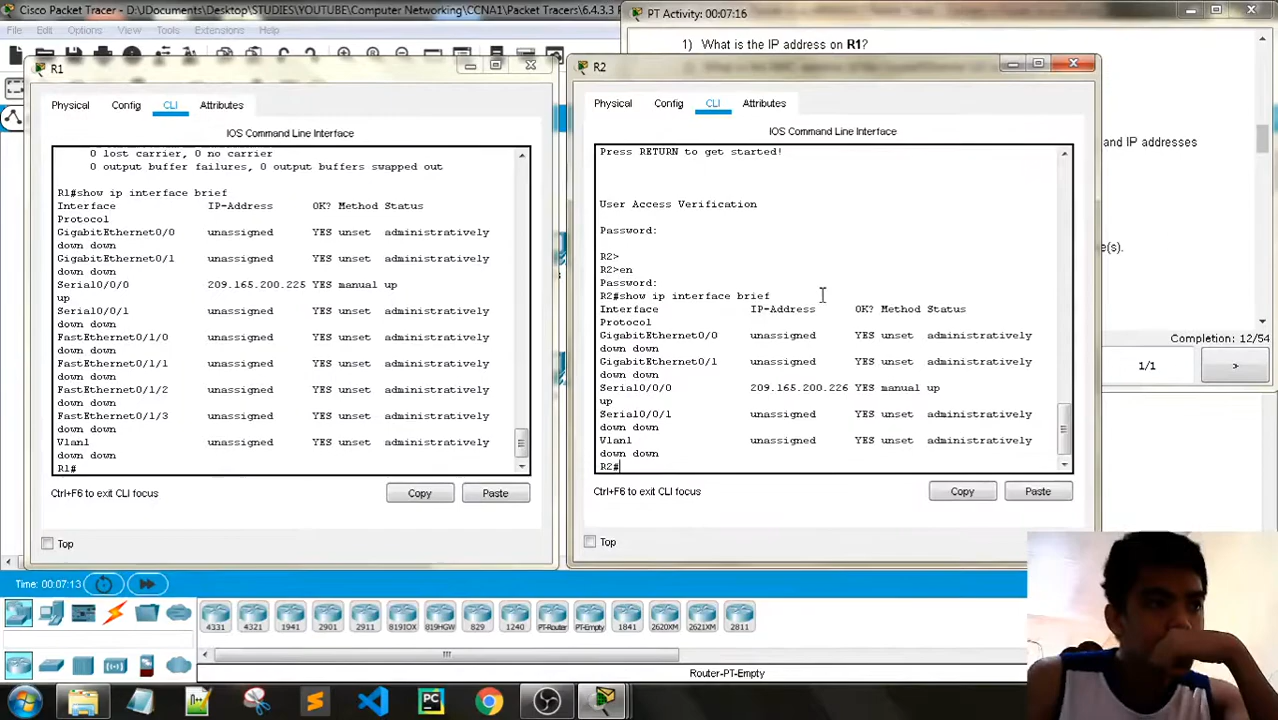 Cisco Packet Tracer - D:\JDocuments\Desktop\STUDIES\YOUTUBE\Computer Networking\CCNA1\Packet Tracers\6.4.3.3
File Edit Options
PT Activity: 00:07:16
1) What is the IP address on R1?
and IP addresses
e(s).
Completion: 12/54
1/1
>
R1
Physical Config CLI Attributes
IOS Command Line Interface
0 lost carrier, 0 no carrier
0 output buffer failures, 0 output buffers swapped out
R1#show ip interface brief
Interface IP-Address OK? Method Status
Protocol
GigabitEthernet0/0 unassigned YES unset administratively
down down
GigabitEthernet0/1 unassigned YES unset administratively
down down
Serial0/0/0 209.165.200.225 YES manual up
up
Serial0/0/1 unassigned YES unset administratively
down down
FastEthernet0/1/0 unassigned YES unset administratively
down down
FastEthernet0/1/1 unassigned YES unset administratively
down down
FastEthernet0/1/2 unassigned YES unset administratively
down down
FastEthernet0/1/3 unassigned YES unset administratively
down down
Vlan1 unassigned YES unset administratively
down down
R1#
Ctrl+F6 to exit CLI focus
Copy Paste
Top
R2
Physical Config CLI Attributes
IOS Command Line Interface
Press RETURN to get started!
User Access Verification
Password:
R2>
R2>en
Password:
R2#show ip interface brief
Interface IP-Address OK? Method Status
Protocol
GigabitEthernet0/0 unassigned YES unset administratively
down down
GigabitEthernet0/1 unassigned YES unset administratively
down down
Serial0/0/0 209.165.200.226 YES manual up
up
Serial0/0/1 unassigned YES unset administratively
down down
Vlan1 unassigned YES unset administratively
down down
R2#
Ctrl+F6 to exit CLI focus
Copy Paste
Top
Time: 00:07:13
4331 4321 1941 2901 2911 819IOX 819HGW 829 1240 PT-Router PT-Empty 1841 2620XM 2621XM 2811
Router-PT-Empty